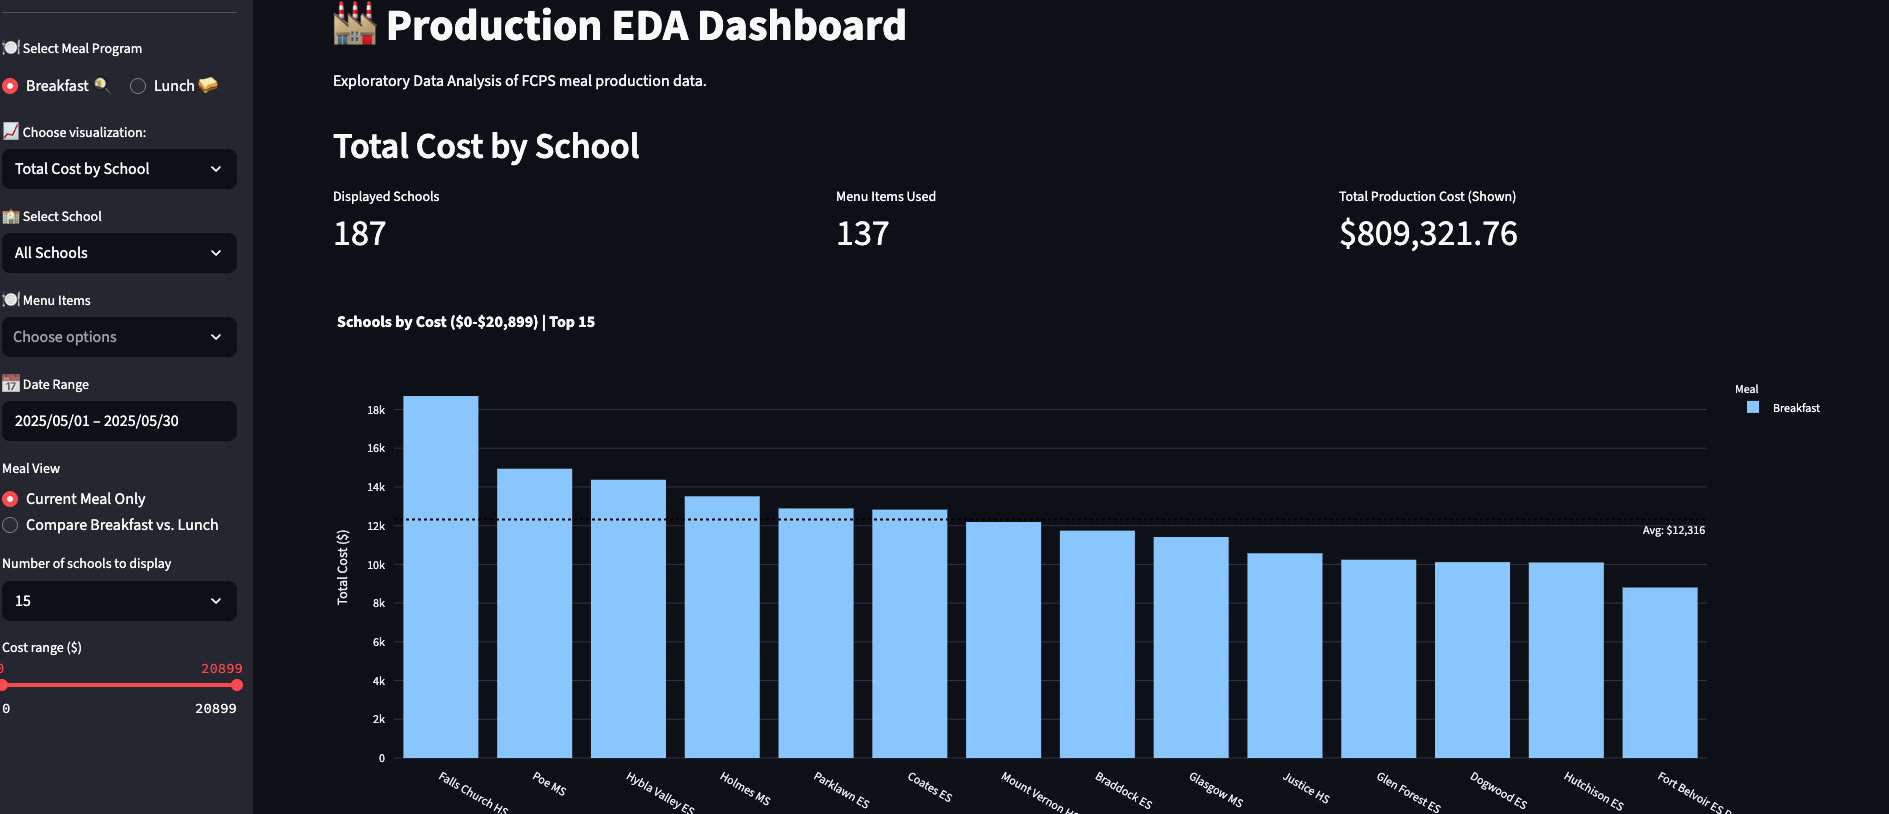 Select Meal Program
Breakfast
Lunch
Choose visualization:
Total Cost by School
Select School
All Schools
Menu Items
Choose options
Date Range
2025/05/01 – 2025/05/30
Meal View
Current Meal Only
Compare Breakfast vs. Lunch
Number of schools to display
15
Cost range ($)
0 20899
0 20899
Production EDA Dashboard
Exploratory Data Analysis of FCPS meal production data.
Total Cost by School
Displayed Schools
187
Menu Items Used
137
Total Production Cost (Shown)
$809,321.76
Schools by Cost ($0-$20,899) | Top 15
Meal
Breakfast
Total Cost ($)
18k
16k
14k
12k
10k
8k
6k
4k
2k
0
Avg: $12,316
Falls Church HS
Poe MS
Hybla Valley ES
Holmes MS
Parklawn ES
Coates ES
Mount Vernon HS
Braddock ES
Glasgow MS
Justice HS
Glen Forest ES
Dogwood ES
Hutchison ES
Fort Belvoir ES